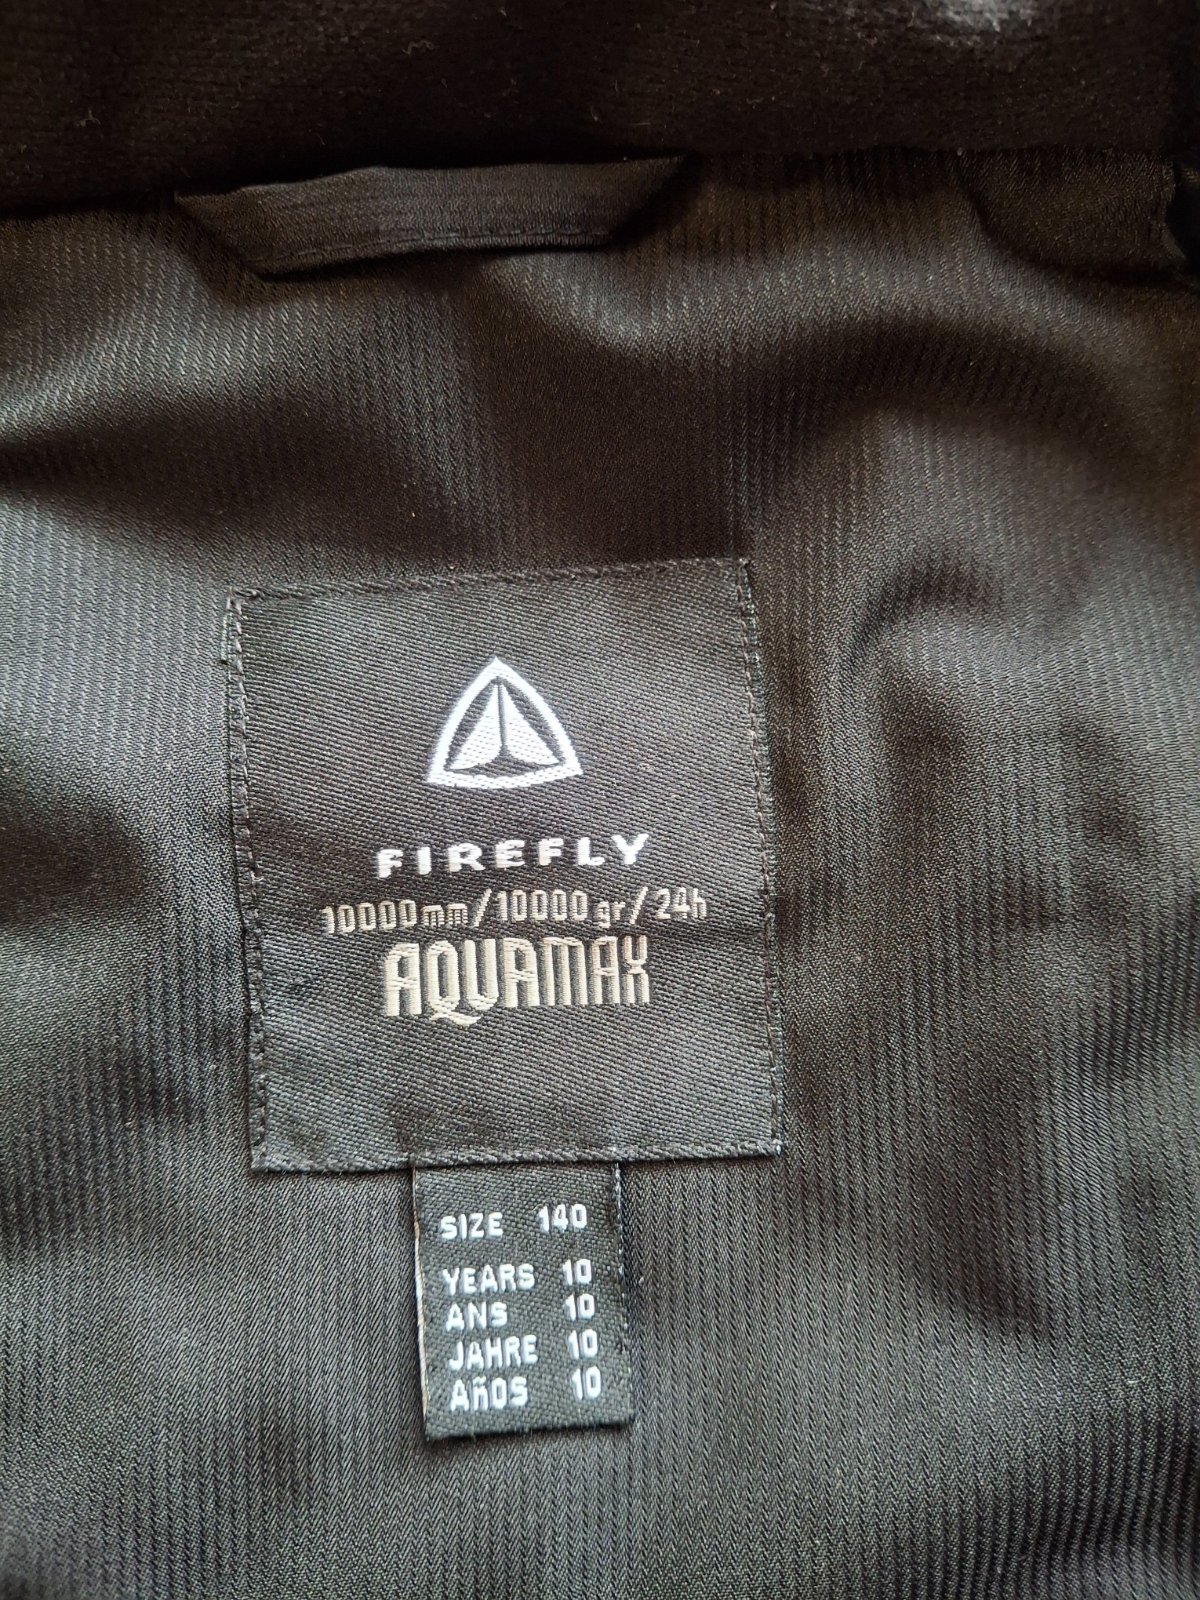 FIREFLY
10000mm/10000gr/24h
AQUAMAX
SIZE 140
YEARS 10
ANS 10
JAHRE 10
AñOS 10